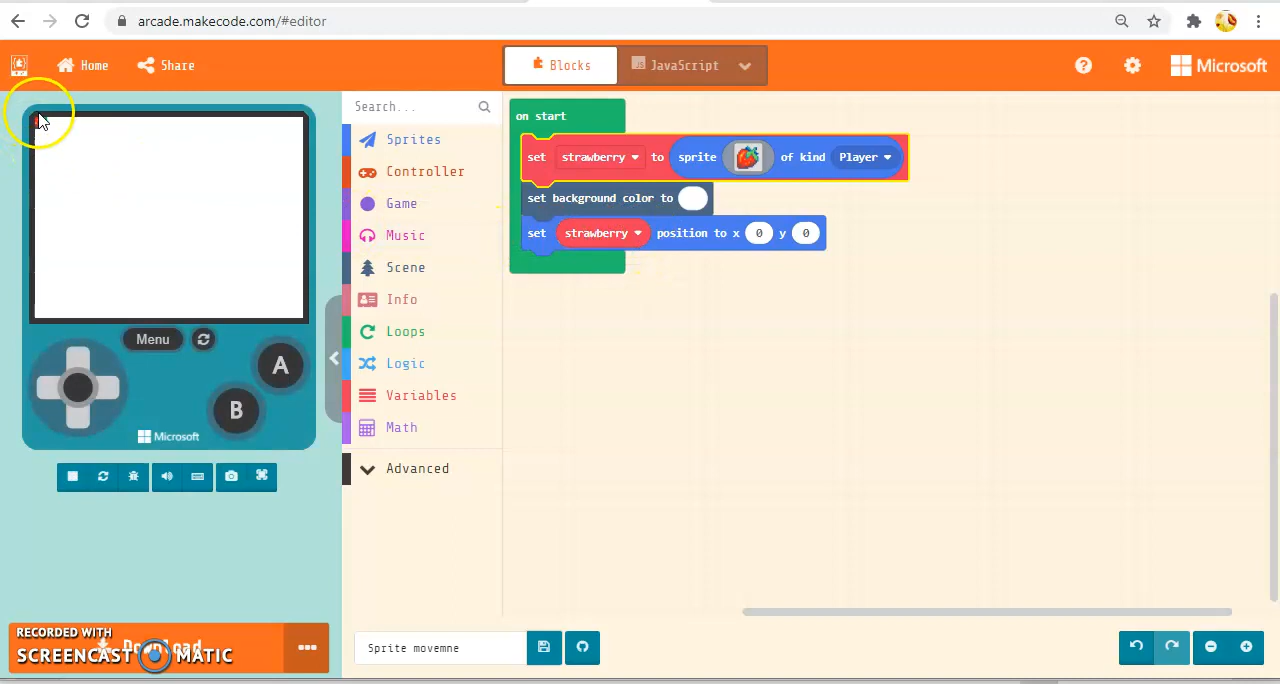 arcade.makecode.com/#editor
Home
Share
Blocks
JavaScript
Microsoft
Search...
Sprites
Controller
Game
Music
Scene
Info
Loops
Logic
Variables
Math
Advanced
on start
set strawberry to sprite of kind Player
set background color to
set strawberry position to x 0 y 0
Menu
A
B
Microsoft
Download
RECORDED WITH
SCREENCAST MATIC
Sprite movemne